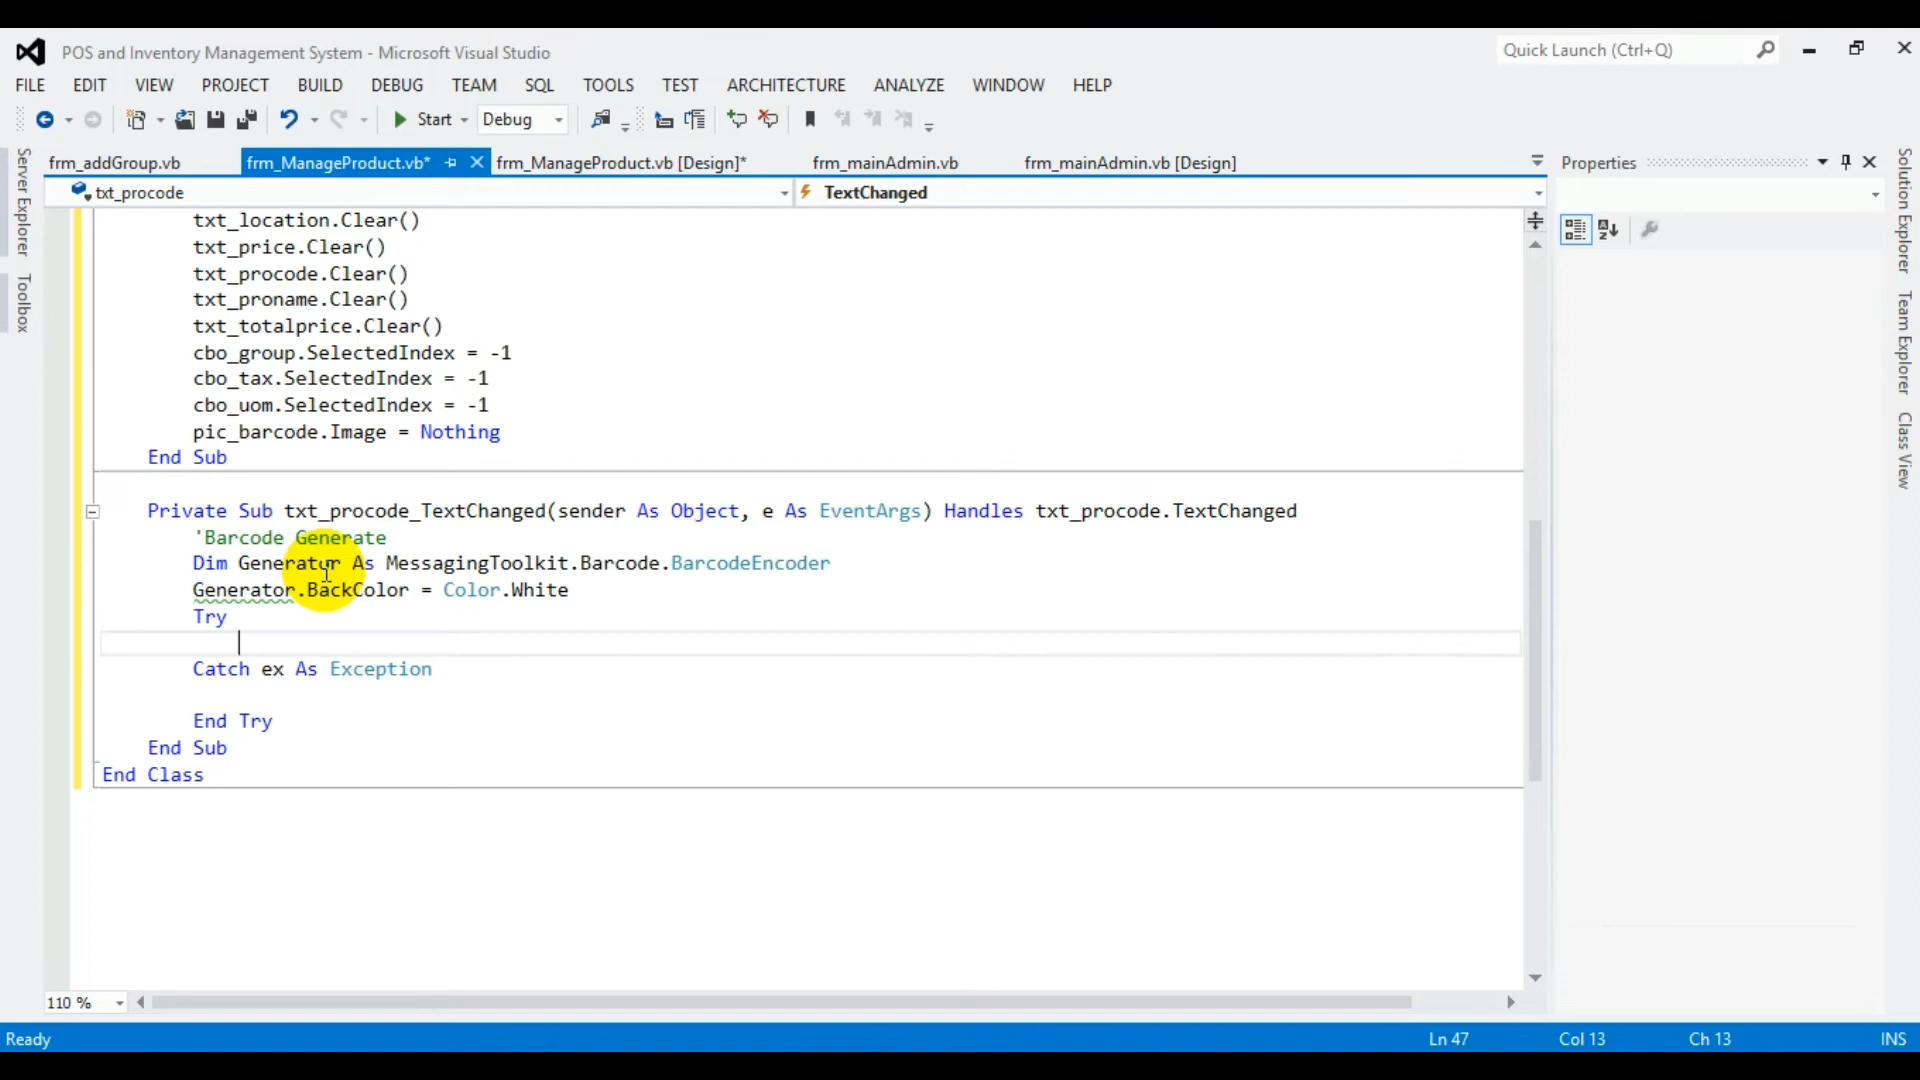 POS and Inventory Management System - Microsoft Visual Studio
Quick Launch (Ctrl+Q)
FILE EDIT VIEW PROJECT BUILD DEBUG TEAM SQL TOOLS TEST ARCHITECTURE ANALYZE WINDOW HELP
Start Debug
frm_addGroup.vb frm_ManageProduct.vb* frm_ManageProduct.vb [Design]* frm_mainAdmin.vb frm_mainAdmin.vb [Design]
Properties
txt_procode TextChanged
Server Explorer
Toolbox
Solution Explorer
Team Explorer
Class View
txt_location.Clear()
txt_price.Clear()
txt_procode.Clear()
txt_proname.Clear()
txt_totalprice.Clear()
cbo_group.SelectedIndex = -1
cbo_tax.SelectedIndex = -1
cbo_uom.SelectedIndex = -1
pic_barcode.Image = Nothing
End Sub
Private Sub txt_procode_TextChanged(sender As Object, e As EventArgs) Handles txt_procode.TextChanged
'Barcode Generate
Dim Generator As MessagingToolkit.Barcode.BarcodeEncoder
Generator.BackColor = Color.White
Try
Catch ex As Exception
End Try
End Sub
End Class
110 %
Ready
Ln 47 Col 13 Ch 13 INS